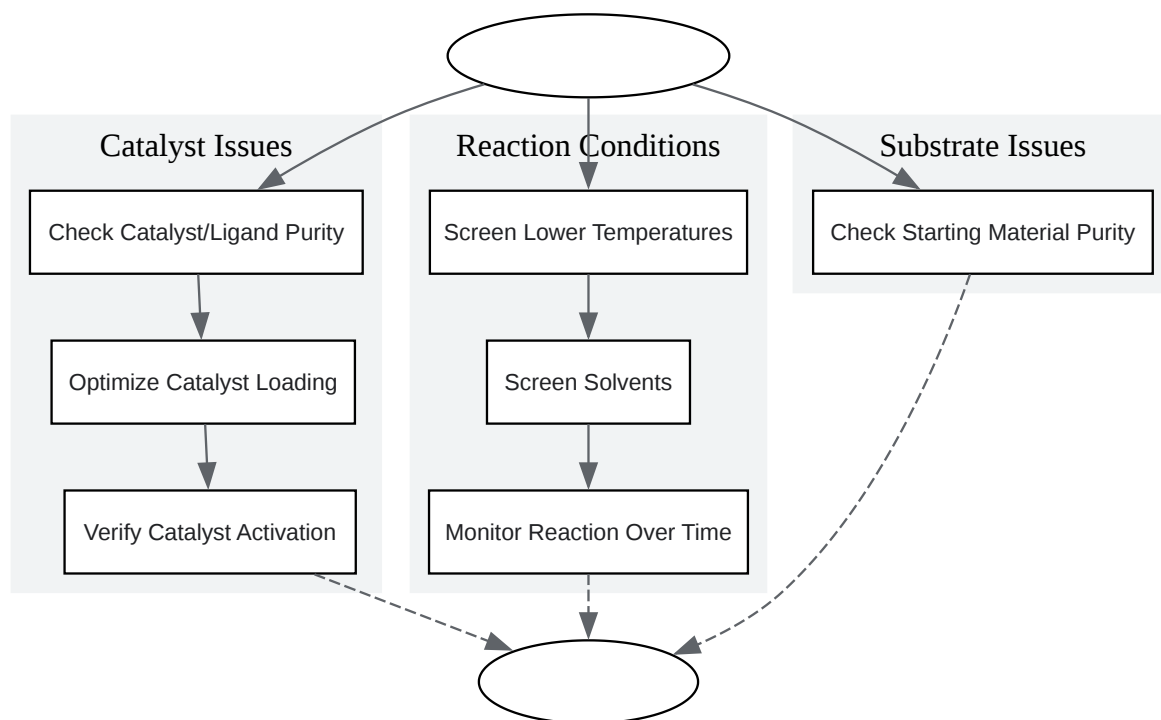 Catalyst Issues
Reaction Conditions
Substrate Issues
Check Catalyst/Ligand Purity
Screen Lower Temperatures
Check Starting Material Purity
Optimize Catalyst Loading
Screen Solvents
Verify Catalyst Activation
Monitor Reaction Over Time